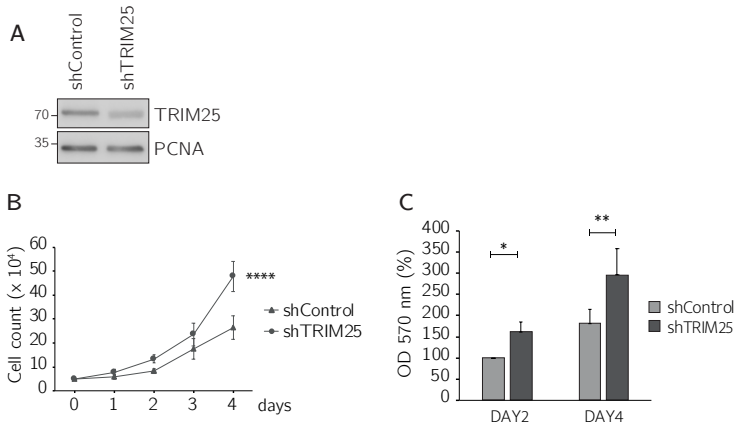 A
shControl
shTRIM25
70
TRIM25
35
PCNA
B
60
50
40
30
20
10
0
Cell count (x 10⁴)
0 1 2 3 4 days
****
shControl
shTRIM25
C
400
350
300
250
200
150
100
50
0
OD 570 nm (%)
*
**
DAY2 DAY4
shControl
shTRIM25